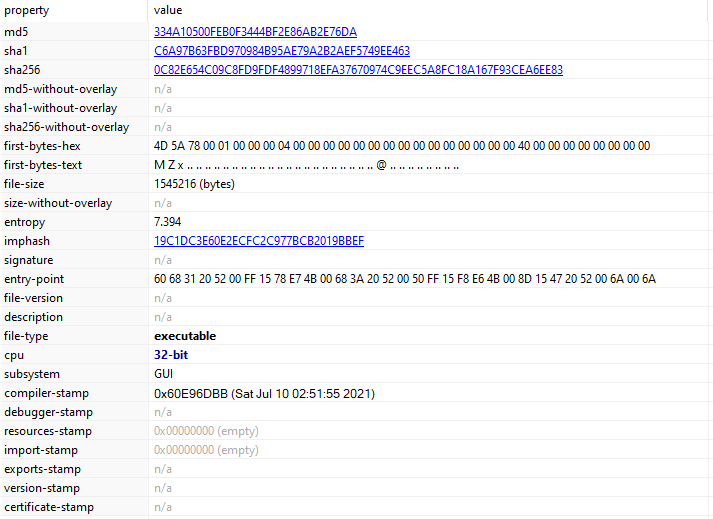 property value
md5 334A10500FEB0F3444BF2E86AB2E76DA
sha1 C6A97B63FBD970984B95AE79A2B2AEF5749EE463
sha256 0C82E654C09C8FD9FDF4899718EFA37670974C9EEC5A8FC18A167F93CEA6EE83
md5-without-overlay n/a
sha1-without-overlay n/a
sha256-without-overlay n/a
first-bytes-hex 4D 5A 78 00 01 00 00 00 04 00 00 00 00 00 00 00 00 00 00 00 00 00 00 00 40 00 00 00 00 00 00 00 00
first-bytes-text M Z x .. .. .. .. .. .. .. .. .. .. .. .. .. .. .. .. .. .. .. .. .. @ .. .. .. .. .. .. .. ..
file-size 1545216 (bytes)
size-without-overlay n/a
entropy 7.394
imphash 19C1DC3E60E2ECFC2C977BCB2019BBEF
signature n/a
entry-point 60 68 31 20 52 00 FF 15 78 E7 4B 00 68 3A 20 52 00 50 FF 15 F8 E6 4B 00 8D 15 47 20 52 00 6A 00 6A
file-version n/a
description n/a
file-type executable
cpu 32-bit
subsystem GUI
compiler-stamp 0x60E96DBB (Sat Jul 10 02:51:55 2021)
debugger-stamp n/a
resources-stamp 0x00000000 (empty)
import-stamp 0x00000000 (empty)
exports-stamp n/a
version-stamp n/a
certificate-stamp n/a